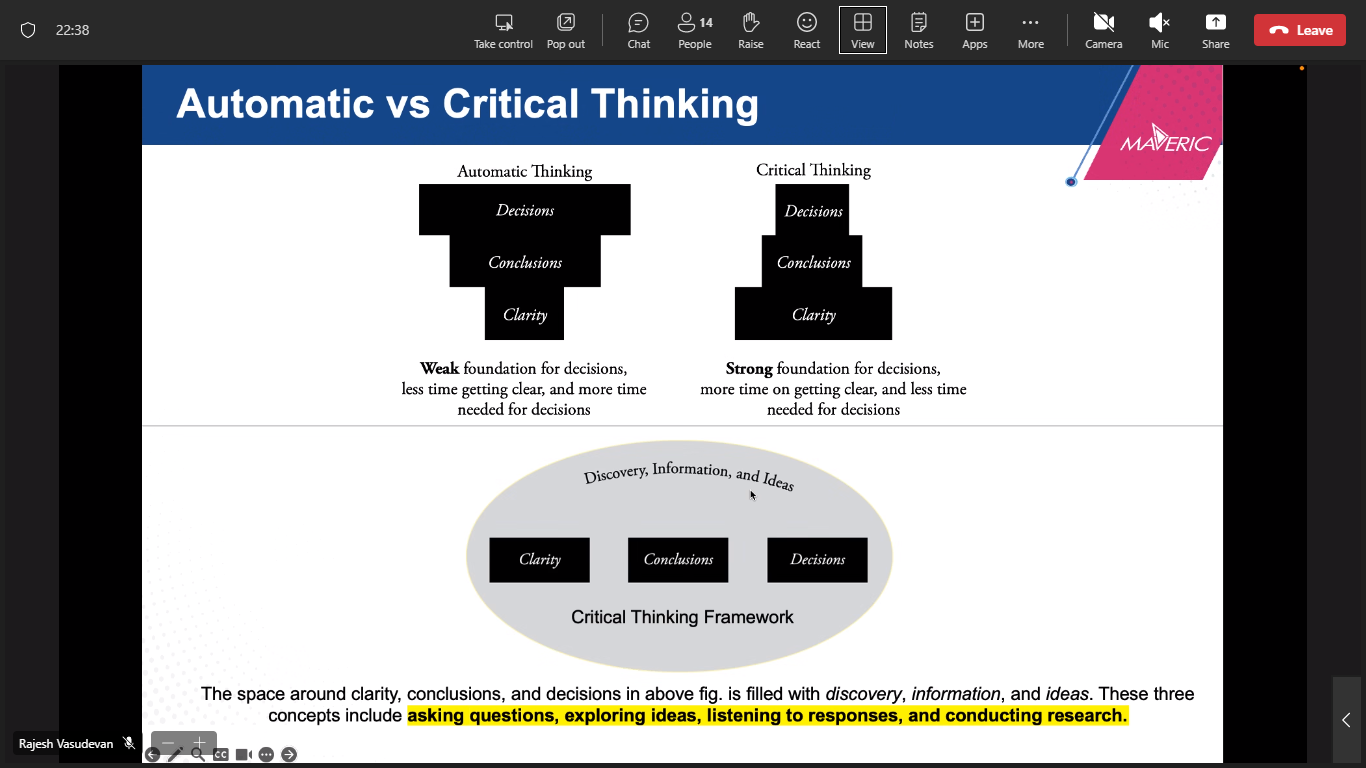 22:38
Take control
Pop out
Chat
14
People
Raise
React
View
Notes
Apps
More
Camera
Mic
Share
Leave
Automatic vs Critical Thinking
MAVERIC
Automatic Thinking
Decisions
Conclusions
Clarity
Weak foundation for decisions,
less time getting clear, and more time
needed for decisions
Critical Thinking
Decisions
Conclusions
Clarity
Strong foundation for decisions,
more time on getting clear, and less time
needed for decisions
Discovery, Information, and Ideas
Clarity
Conclusions
Decisions
Critical Thinking Framework
The space around clarity, conclusions, and decisions in above fig. is filled with discovery, information, and ideas. These three
concepts include asking questions, exploring ideas, listening to responses, and conducting research.
Rajesh Vasudevan
CC